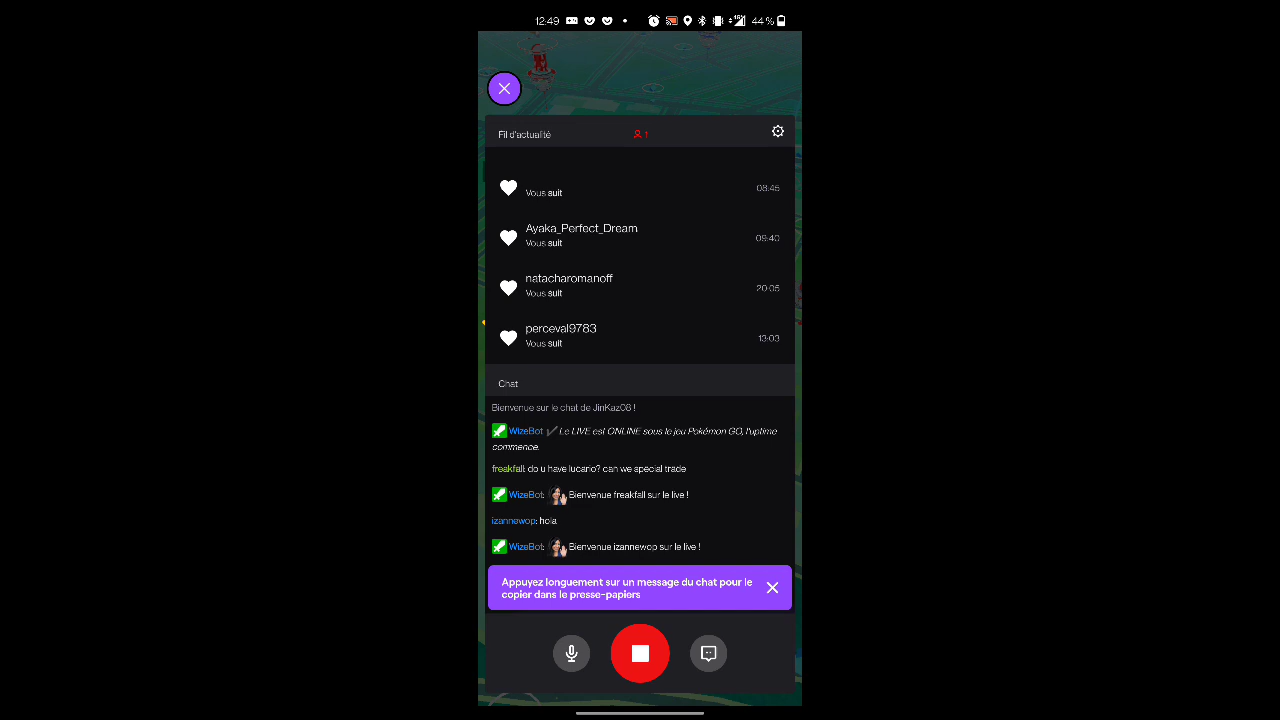 12:49 44 %
Fil d'actualité 1
Vous suit 08:45
Ayaka_Perfect_Dream
Vous suit 09:40
natacharomanoff
Vous suit 20:05
perceval9783
Vous suit 13:03
Chat
Bienvenue sur le chat de JinKaz06 !
WizeBot Le LIVE est ONLINE sous le jeu Pokémon GO, l'uptime
commence.
freakfall: do u have lucario? can we special trade
WizeBot: Bienvenue freakfall sur le live !
izannewop: hola
WizeBot: Bienvenue izannewop sur le live !
Appuyez longuement sur un message du chat pour le
copier dans le presse-papiers